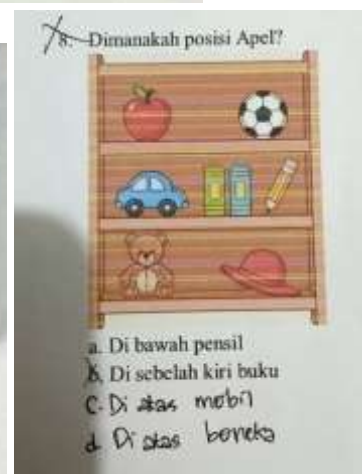 8. Dimanakah posisi Apel?
a. Di bawah pensil
b. Di sebelah kiri buku
C. Di atas mobil
d Di atas boneka